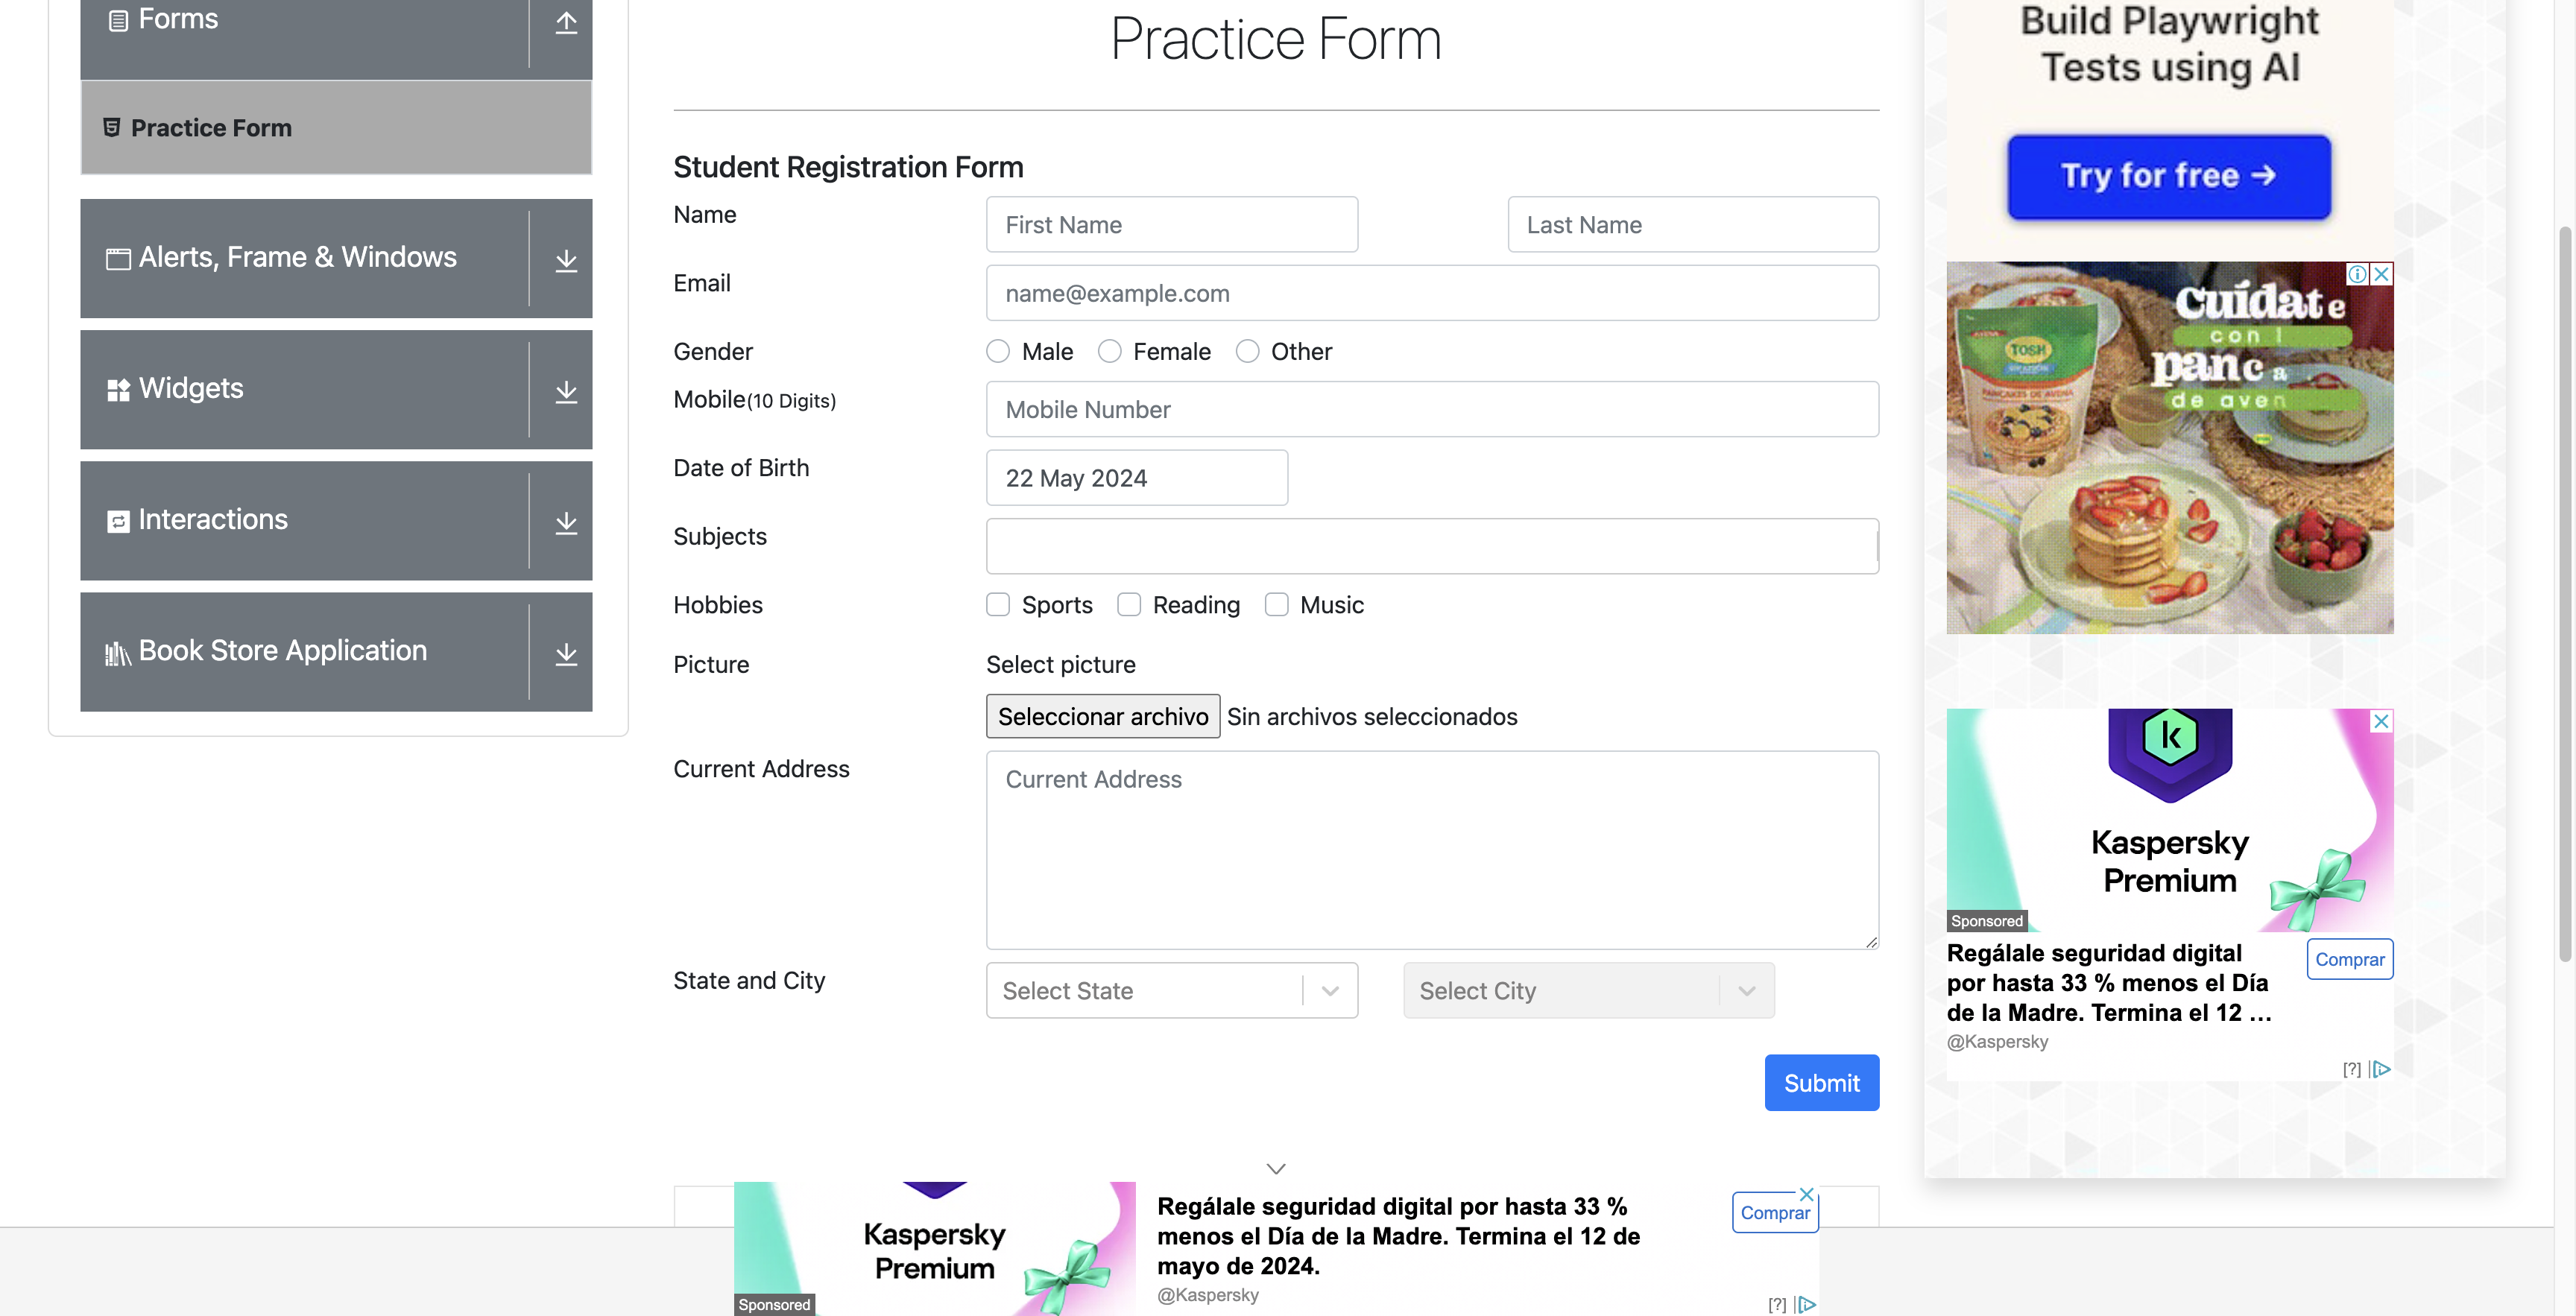 Forms
Practice Form
Alerts, Frame & Windows
Widgets
Interactions
Book Store Application
Practice Form
Student Registration Form
Name
First Name
Last Name
Email
name@example.com
Gender
Male
Female
Other
Mobile(10 Digits)
Mobile Number
Date of Birth
22 May 2024
Subjects
Hobbies
Sports
Reading
Music
Picture
Select picture
Seleccionar archivo
Sin archivos seleccionados
Current Address
Current Address
State and City
Select State
Select City
Submit
Kaspersky
Premium
Sponsored
Regálale seguridad digital por hasta 33 %
menos el Día de la Madre. Termina el 12 de
mayo de 2024.
@Kaspersky
Comprar
[?]
Build Playwright
Tests using AI
Try for free →
cuídate
con l
panca
de aven
TOSH
Kaspersky
Premium
Sponsored
Regálale seguridad digital
por hasta 33 % menos el Día
de la Madre. Termina el 12 ...
@Kaspersky
Comprar
[?]